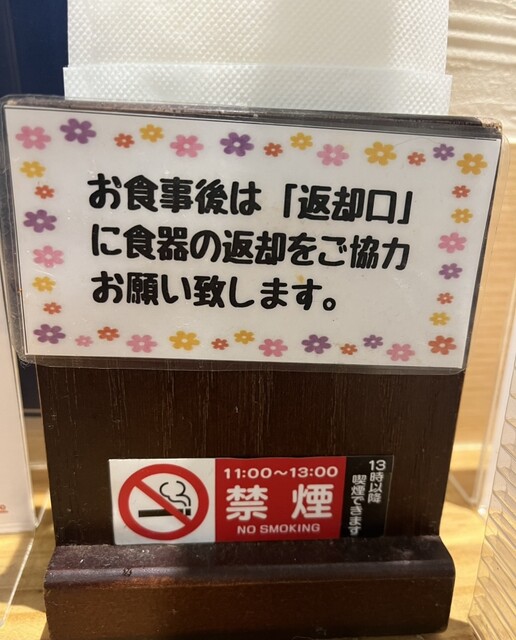 お食事後は「返却口」
に食器の返却をご協力
お願い致します。
11:00〜13:00
禁煙
NO SMOKING
13時以降
喫煙できます